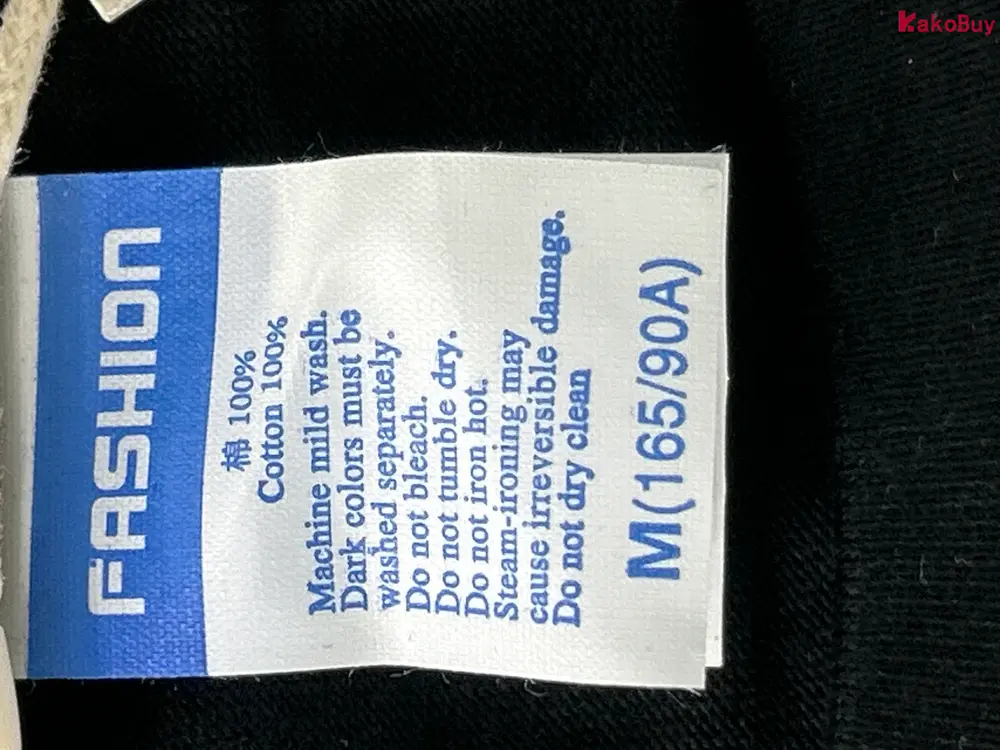 KakoBuy
FASHION
棉 100%
Cotton 100%
Machine mild wash.
Dark colors must be
washed separately.
Do not bleach.
Do not tumble dry.
Do not iron hot.
Steam-ironing may
cause irreversible damage.
Do not dry clean
M(165/90A)